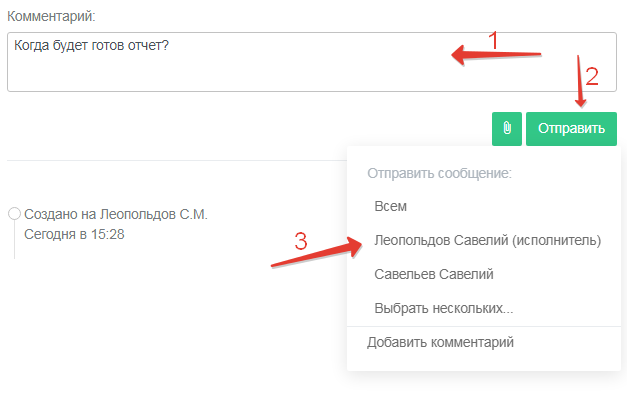 Комментарий:
Когда будет готов отчет?
1
2
Отправить
Отправить сообщение:
Всем
Создано на Леопольдов С.М.
Сегодня в 15:28
3
Леопольдов Савелий (исполнитель)
Савельев Савелий
Выбрать нескольких...
Добавить комментарий